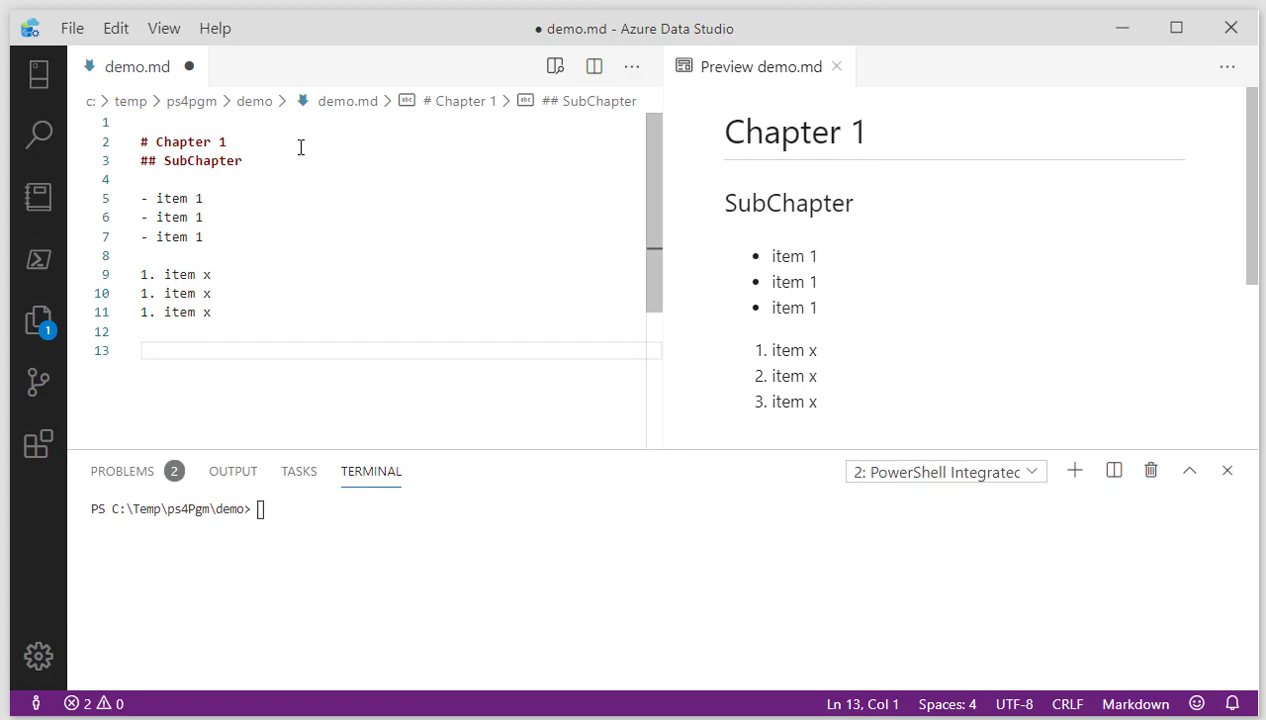 File Edit View Help ● demo.md - Azure Data Studio
demo.md ● ···
Preview demo.md ···
c: > temp > ps4pgm > demo > demo.md > # Chapter 1 > ## SubChapter
1
2 # Chapter 1
3 ## SubChapter
4
5 - item 1
6 - item 1
7 - item 1
8
9 1. item x
10 1. item x
11 1. item x
12
13
Chapter 1
SubChapter
• item 1
• item 1
• item 1
1. item x
2. item x
3. item x
1
PROBLEMS 2 OUTPUT TASKS TERMINAL 2: PowerShell Integratec
PS C:\Temp\ps4Pgm\demo>
2 0 Ln 13, Col 1 Spaces: 4 UTF-8 CRLF Markdown